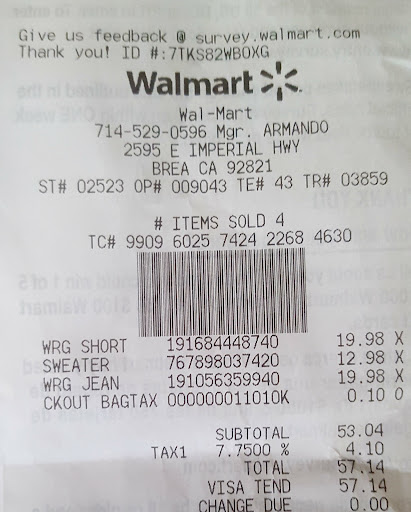 Give us feedback @ survey.walmart.com
Thank you! ID #:7TKS82WBOXG
Walmart
Wal-Mart
714-529-0596 Mgr. ARMANDO
2595 E IMPERIAL HWY
BREA CA 92821
ST# 02523 OP# 009043 TE# 43 TR# 03859
# ITEMS SOLD 4
TC# 9909 6025 7424 2268 4630
WRG SHORT 191684448740 19.98 X
SWEATER 767898037420 12.98 X
WRG JEAN 191056359940 19.98 X
CKOUT BAGTAX 000000011010K 0.10 O
SUBTOTAL 53.04
TAX1 7.7500 % 4.10
TOTAL 57.14
VISA TEND 57.14
CHANGE DUE 0.00